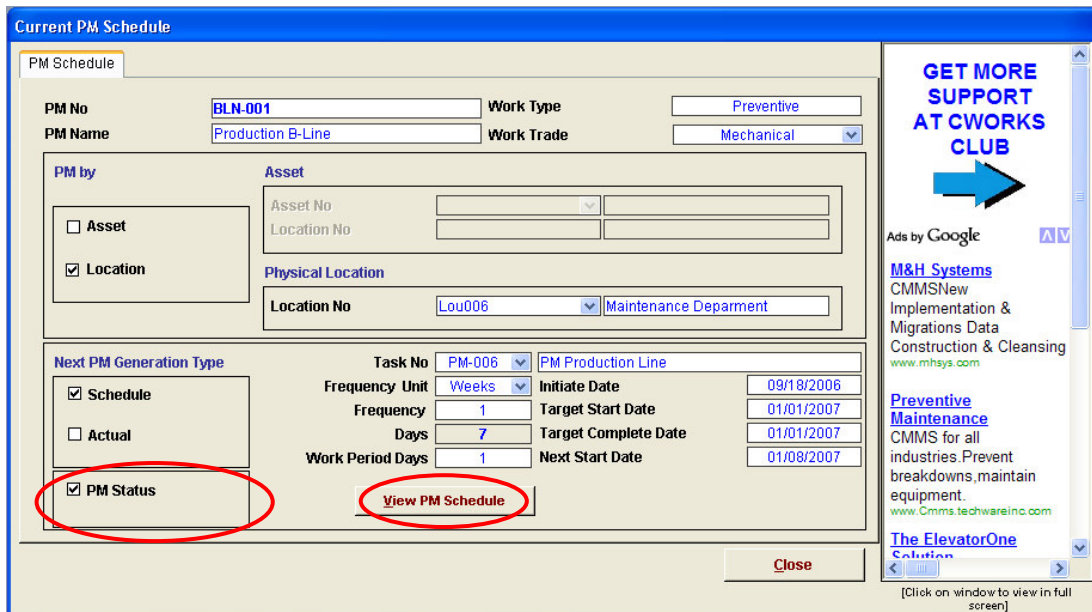 Current PM Schedule
PM Schedule
PM No BLN-001 Work Type Preventive
PM Name Production B-Line Work Trade Mechanical
PM by
Asset
Location
Asset
Asset No
Location No
Physical Location
Location No Lou006 Maintenance Deparment
Next PM Generation Type
Schedule
Actual
PM Status
Task No PM-006 PM Production Line
Frequency Unit Weeks Initiate Date 09/18/2006
Frequency 1 Target Start Date 01/01/2007
Days 7 Target Complete Date 01/01/2007
Work Period Days 1 Next Start Date 01/08/2007
View PM Schedule
Close
GET MORE
SUPPORT
AT CWORKS
CLUB
Ads by Google
M&H Systems
CMMSNew
Implementation &
Migrations Data
Construction & Cleansing
www.mhsys.com
Preventive
Maintenance
CMMS for all
industries.Prevent
breakdowns,maintain
equipment.
www.Cmms.techwareinc.com
The ElevatorOne
Solution
[Click on window to view in full
screen]